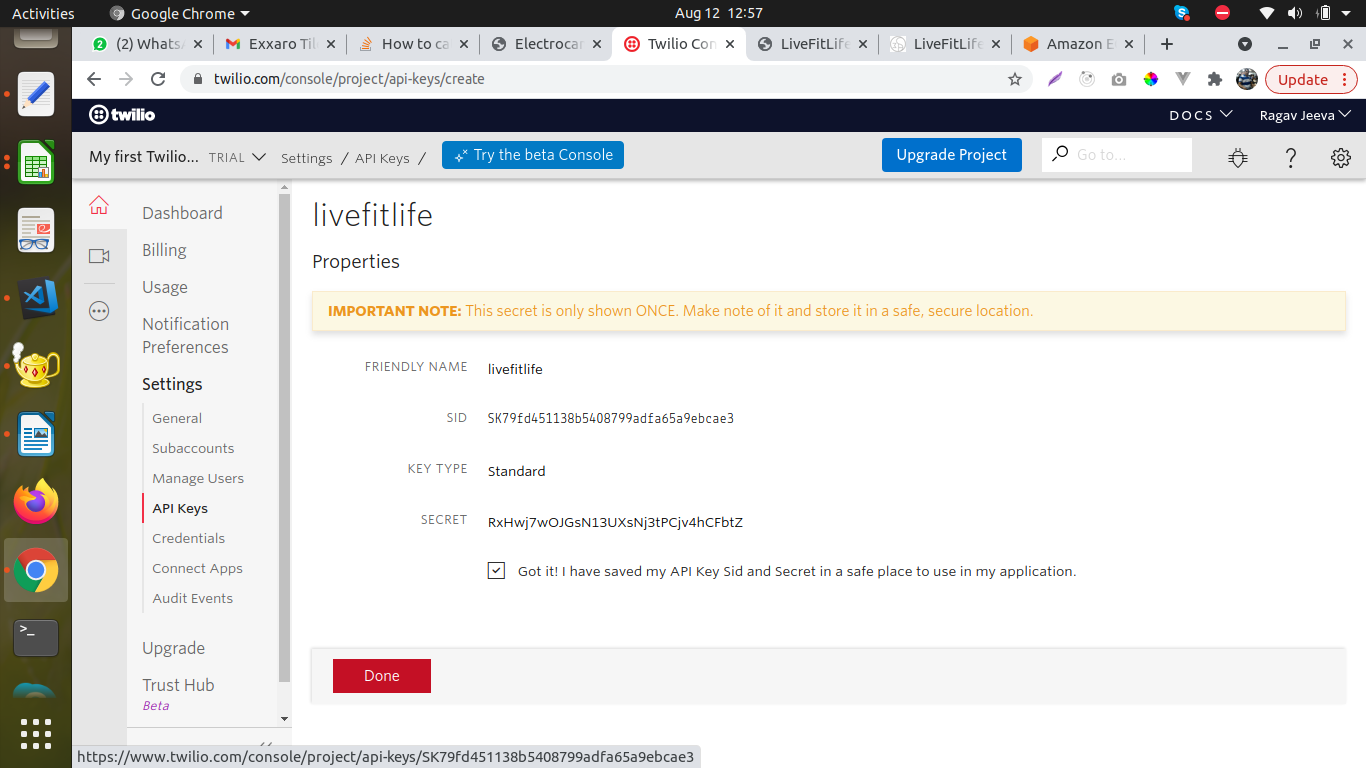 Activities
Google Chrome
Aug 12 12:57
(2) WhatsA
Exxaro Til
How to ca
Electrocar
Twilio Con
LiveFitLife
LiveFitLife
Amazon E
twilio.com/console/project/api-keys/create
Update
twilio
DOCS
Ragav Jeeva
My first Twilio... TRIAL
Settings / API Keys /
Try the beta Console
Upgrade Project
Go to...
Dashboard
Billing
Usage
Notification
Preferences
Settings
General
Subaccounts
Manage Users
API Keys
Credentials
Connect Apps
Audit Events
Upgrade
Trust Hub
Beta
livefitlife
Properties
IMPORTANT NOTE: This secret is only shown ONCE. Make note of it and store it in a safe, secure location.
FRIENDLY NAME livefitlife
SID SK79fd451138b5408799adfa65a9ebcae3
KEY TYPE Standard
SECRET RxHwj7wOJGsN13UXsNj3tPCjv4hCFbtZ
Got it! I have saved my API Key Sid and Secret in a safe place to use in my application.
Done
https://www.twilio.com/console/project/api-keys/SK79fd451138b5408799adfa65a9ebcae3